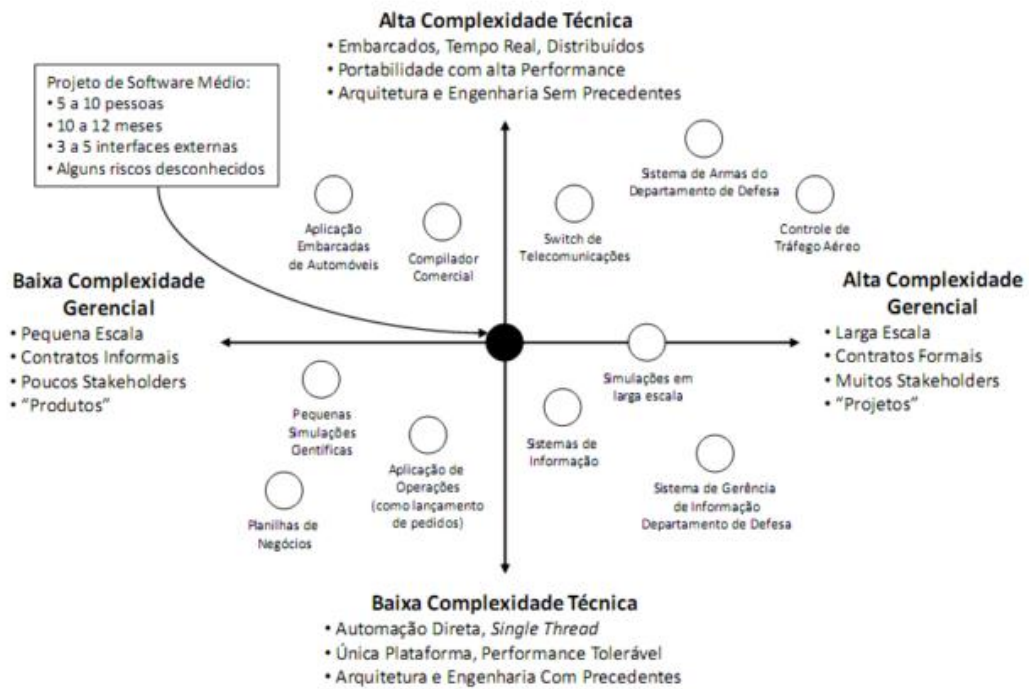 Alta Complexidade Técnica
• Embarcados, Tempo Real, Distribuídos
• Portabilidade com alta Performance
• Arquitetura e Engenharia Sem Precedentes
Projeto de Software Médio:
• 5 a 10 pessoas
• 10 a 12 meses
• 3 a 5 interfaces externas
• Alguns riscos desconhecidos
Aplicação
Embarcadas
de Automóveis
Compilador
Comercial
Switch de
Telecomunicações
Sistema de Armas do
Departamento de Defesa
Controle de
Tráfego Aéreo
Baixa Complexidade
Gerencial
• Pequena Escala
• Contratos Informais
• Poucos Stakeholders
• “Produtos”
Alta Complexidade
Gerencial
• Larga Escala
• Contratos Formais
• Muitos Stakeholders
• “Projetos”
Pequenas
Simulações
Científicas
Planilhas de
Negócios
Aplicação de
Operações
(como lançamento
de pedidos)
Sistemas de
Informação
Simulações em
larga escala
Sistema de Gerência
de Informação
Departamento de Defesa
Baixa Complexidade Técnica
• Automação Direta, Single Thread
• Única Plataforma, Performance Tolerável
• Arquitetura e Engenharia Com Precedentes